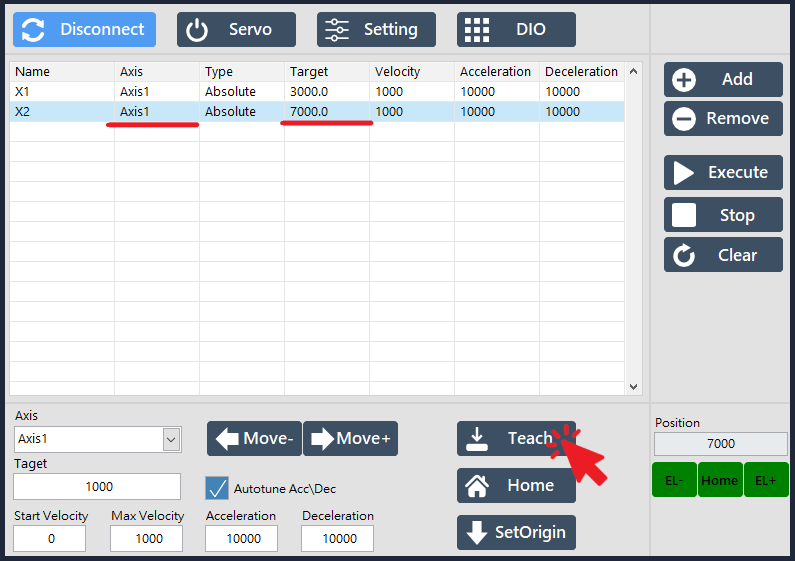 Disconnect Servo Setting DIO
Name Axis Type Target Velocity Acceleration Deceleration
X1 Axis1 Absolute 3000.0 1000 10000 10000
X2 Axis1 Absolute 7000.0 1000 10000 10000
Add
Remove
Execute
Stop
Clear
Axis
Axis1
Taget
1000
Start Velocity Max Velocity Acceleration Deceleration
0 1000 10000 10000
Move- Move+
Autotune Acc\Dec
Teach
Home
SetOrigin
Position
7000
EL- Home EL+